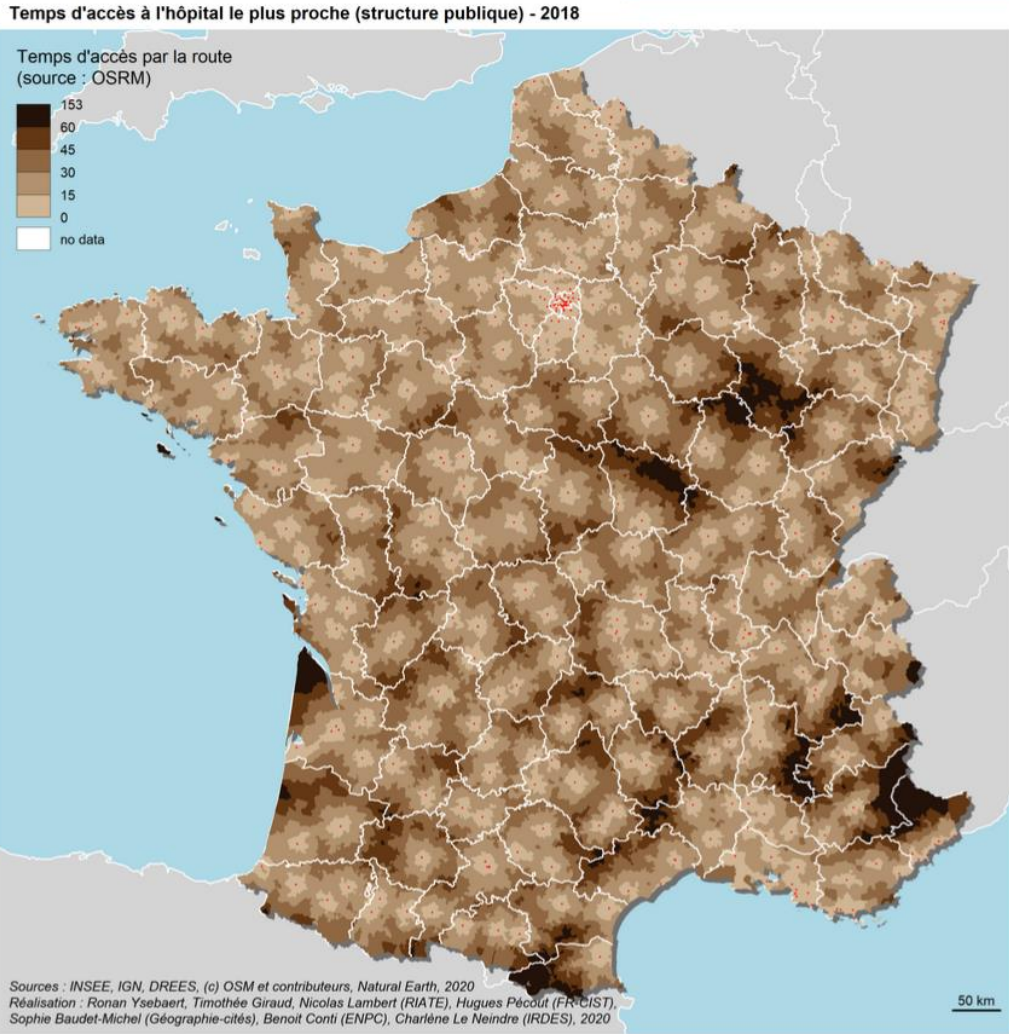 Temps d'accès à l'hôpital le plus proche (structure publique) - 2018
Temps d'accès par la route
(source : OSRM)
153
60
45
30
15
0
no data
Sources : INSEE, IGN, DREES, (c) OSM et contributeurs, Natural Earth, 2020
Réalisation : Ronan Ysebaert, Timothée Giraud, Nicolas Lambert (RIATE), Hugues Pécout (FR-CIST),
Sophie Baudet-Michel (Géographie-cités), Benoit Conti (ENPC), Charlène Le Neindre (IRDES), 2020
50 km